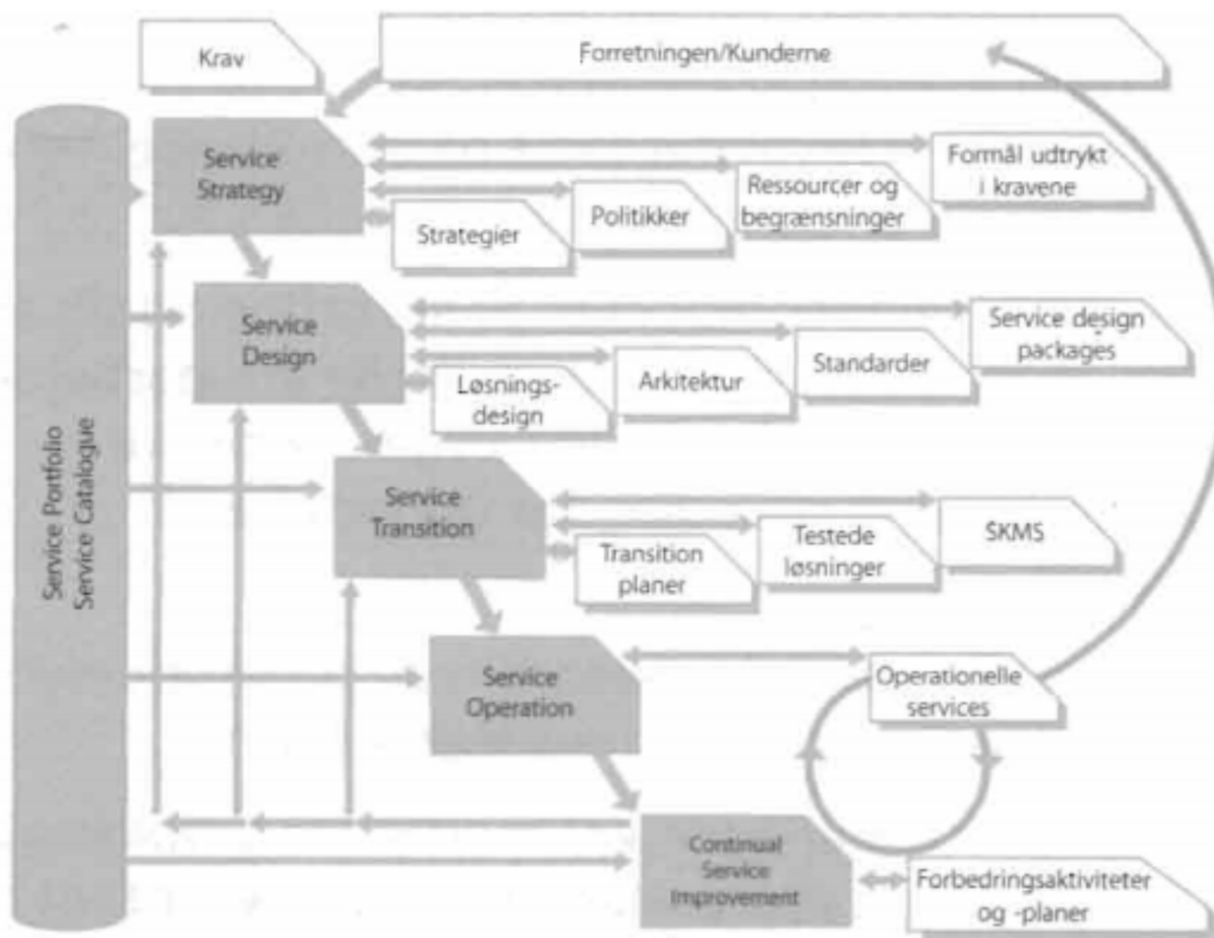 Krav
Forretningen/Kunderne
Service
Strategy
Formål udtrykt
i kravene
Ressourcer og
begrænsninger
Politikker
Strategier
Service
Design
Service design
packages
Standarder
Arkitektur
Løsnings-
design
Service Portfolio
Service Catalogue
Service
Transition
SKMS
Testede
løsninger
Transition
planer
Service
Operation
Operationelle
services
Continual
Service
Improvement
Forbedringsaktiviteter
og -planer